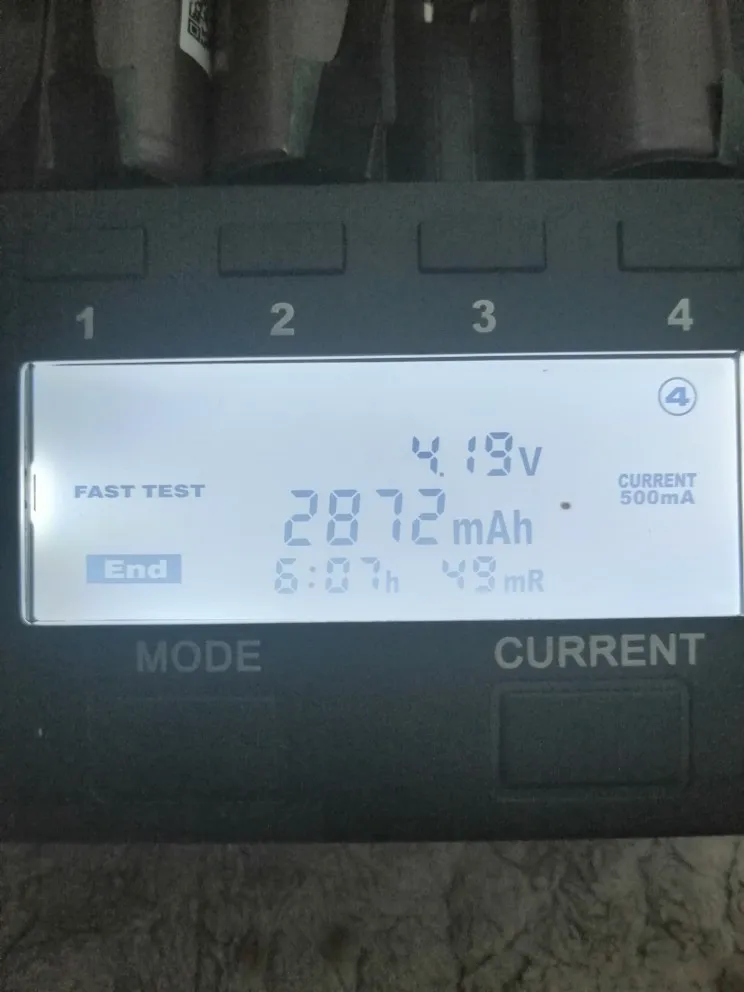 1 2 3 4
④
4.19V
FAST TEST
CURRENT
500mA
2872mAh
End
6:07h 49mR
MODE CURRENT